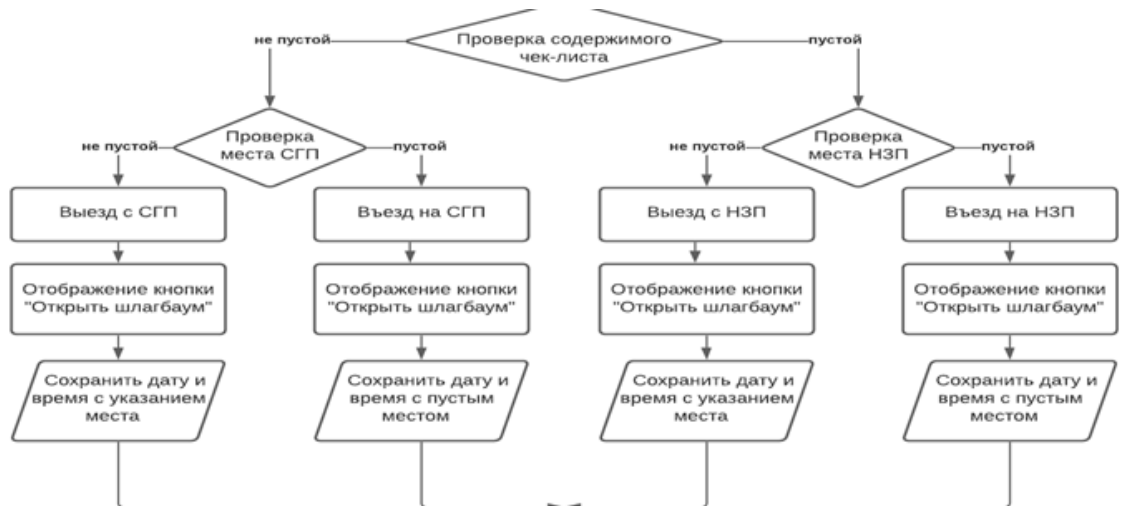 не пустой
Проверка содержимого
чек-листа
пустой
не пустой
Проверка
места СГП
пустой
не пустой
Проверка
места НЗП
пустой
Выезд с СГП
Въезд на СГП
Выезд с НЗП
Въезд на НЗП
Отображение кнопки
"Открыть шлагбаум"
Отображение кнопки
"Открыть шлагбаум"
Отображение кнопки
"Открыть шлагбаум"
Отображение кнопки
"Открыть шлагбаум"
Сохранить дату и
время с указанием
места
Сохранить дату и
время с пустым
местом
Сохранить дату и
время с указанием
места
Сохранить дату и
время с пустым
местом